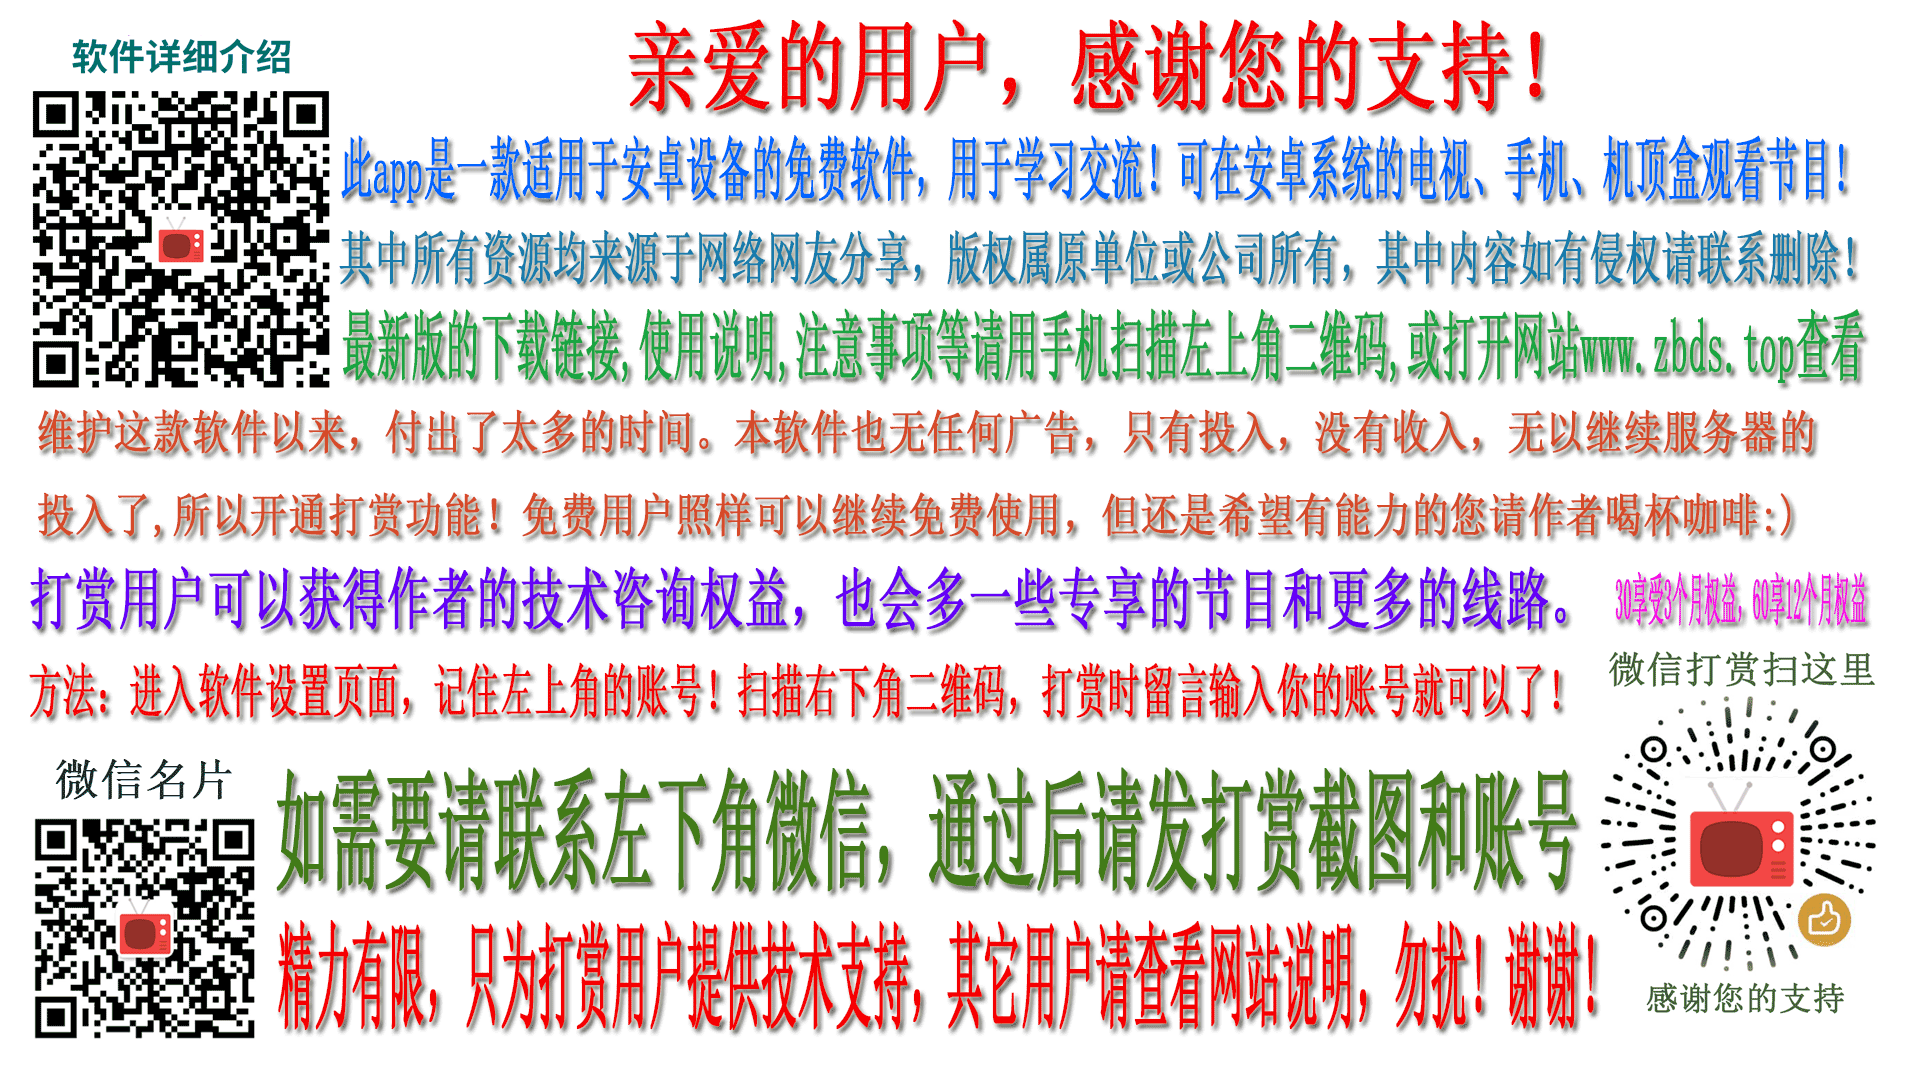 软件详细介绍
亲爱的用户，感谢您的支持！
此app是一款适用于安卓设备的免费软件，用于学习交流！可在安卓系统的电视、手机、机顶盒观看节目！
其中所有资源均来源于网络网友分享，版权属原单位或公司所有，其中内容如有侵权请联系删除！
最新版的下载链接,使用说明,注意事项等请用手机扫描左上角二维码,或打开网站www.zbds.top查看
维护这款软件以来，付出了太多的时间。本软件也无任何广告，只有投入，没有收入，无以继续服务器的
投入了,所以开通打赏功能！免费用户照样可以继续免费使用，但还是希望有能力的您请作者喝杯咖啡:)
打赏用户可以获得作者的技术咨询权益，也会多一些专享的节目和更多的线路。
30享受3个月权益，60享12个月权益
方法：进入软件设置页面，记住左上角的账号！扫描右下角二维码，打赏时留言输入你的账号就可以了！
微信打赏扫这里
微信名片
如需要请联系左下角微信，通过后请发打赏截图和账号
精力有限，只为打赏用户提供技术支持，其它用户请查看网站说明，勿扰！谢谢！
感谢您的支持